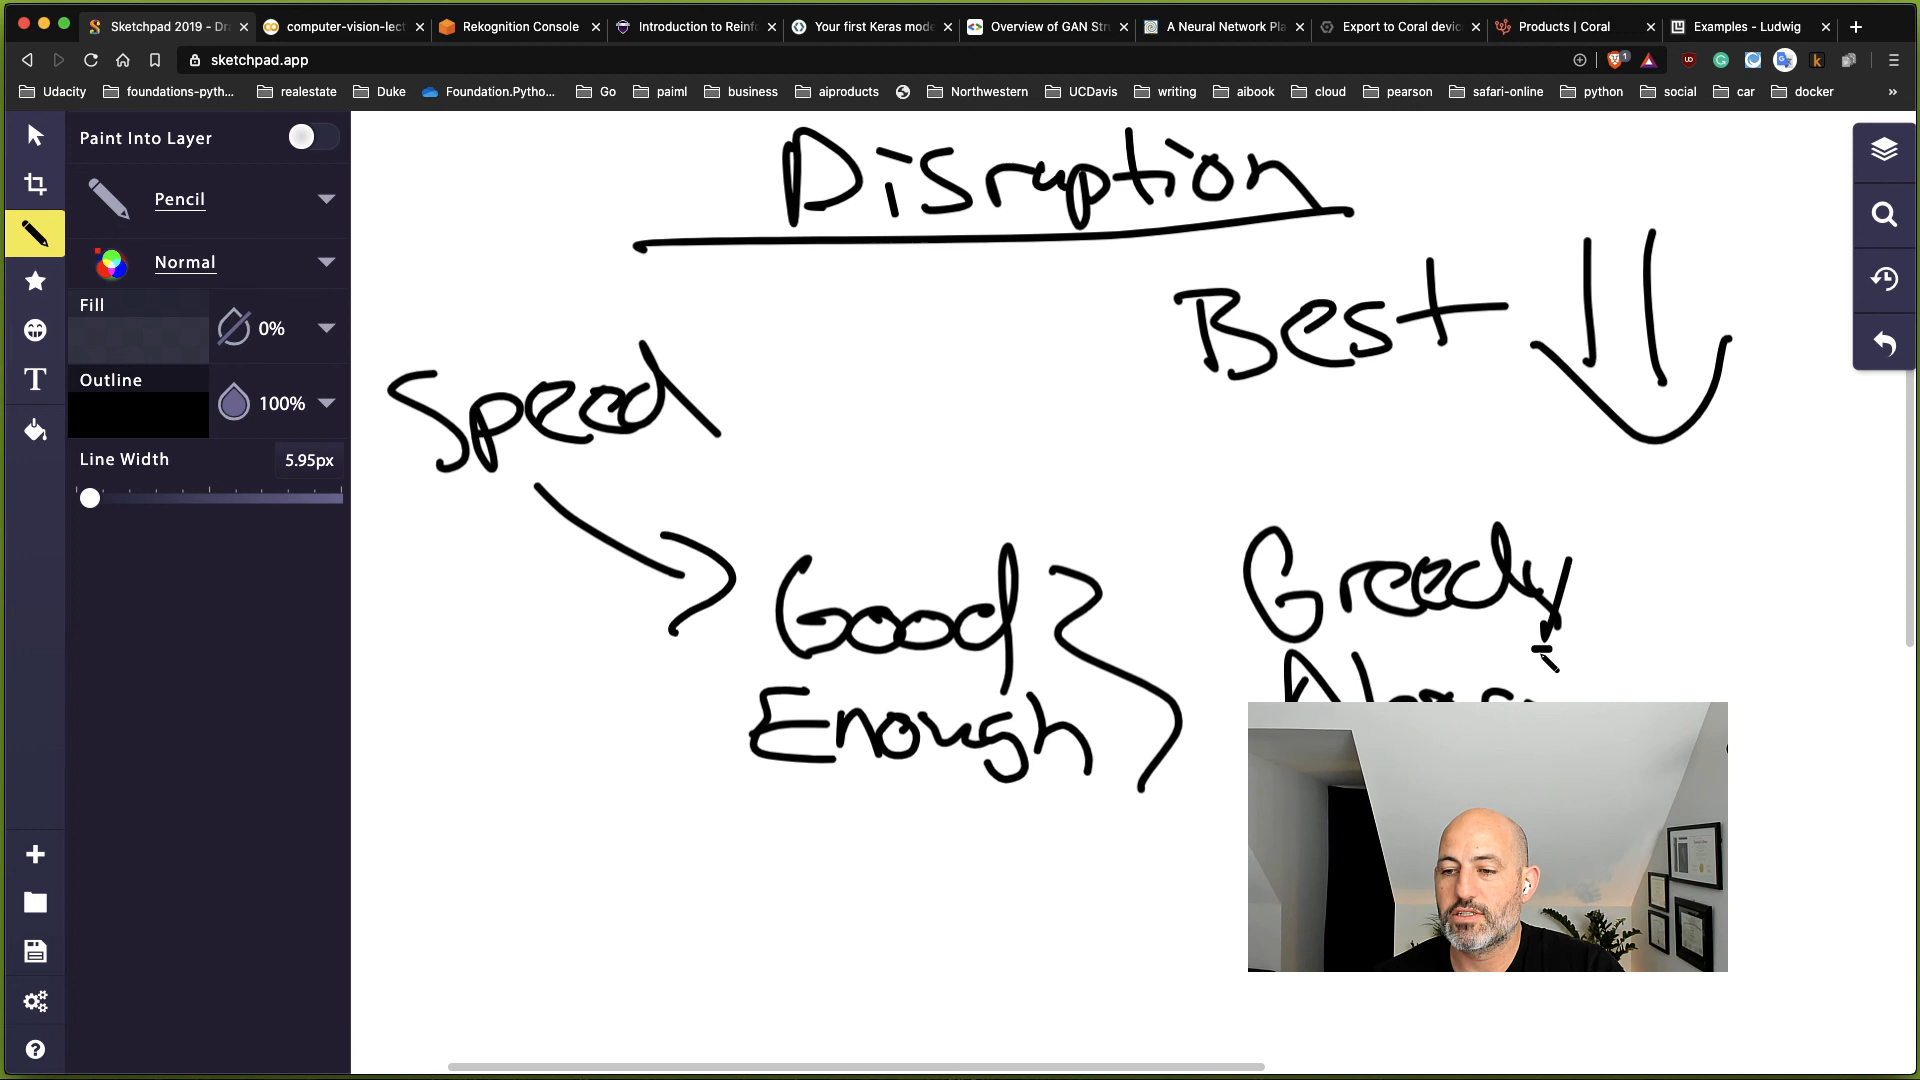 Sketchpad 2019 - Dr
computer-vision-lect
Rekognition Console
Introduction to Reinf
Your first Keras mode
Overview of GAN Str
A Neural Network Pla
Export to Coral devic
Products | Coral
Examples - Ludwig
sketchpad.app
1
Udacity
foundations-pyth...
realestate
Duke
Foundation.Pytho...
Go
paiml
business
aiproducts
Northwestern
UCDavis
writing
aibook
cloud
pearson
safari-online
python
social
car
docker
»
Paint Into Layer
Pencil
Normal
Fill
0%
Outline
100%
Line Width
5.95px
T
Disruption
Best
Speed
Good
Enough
Greedy